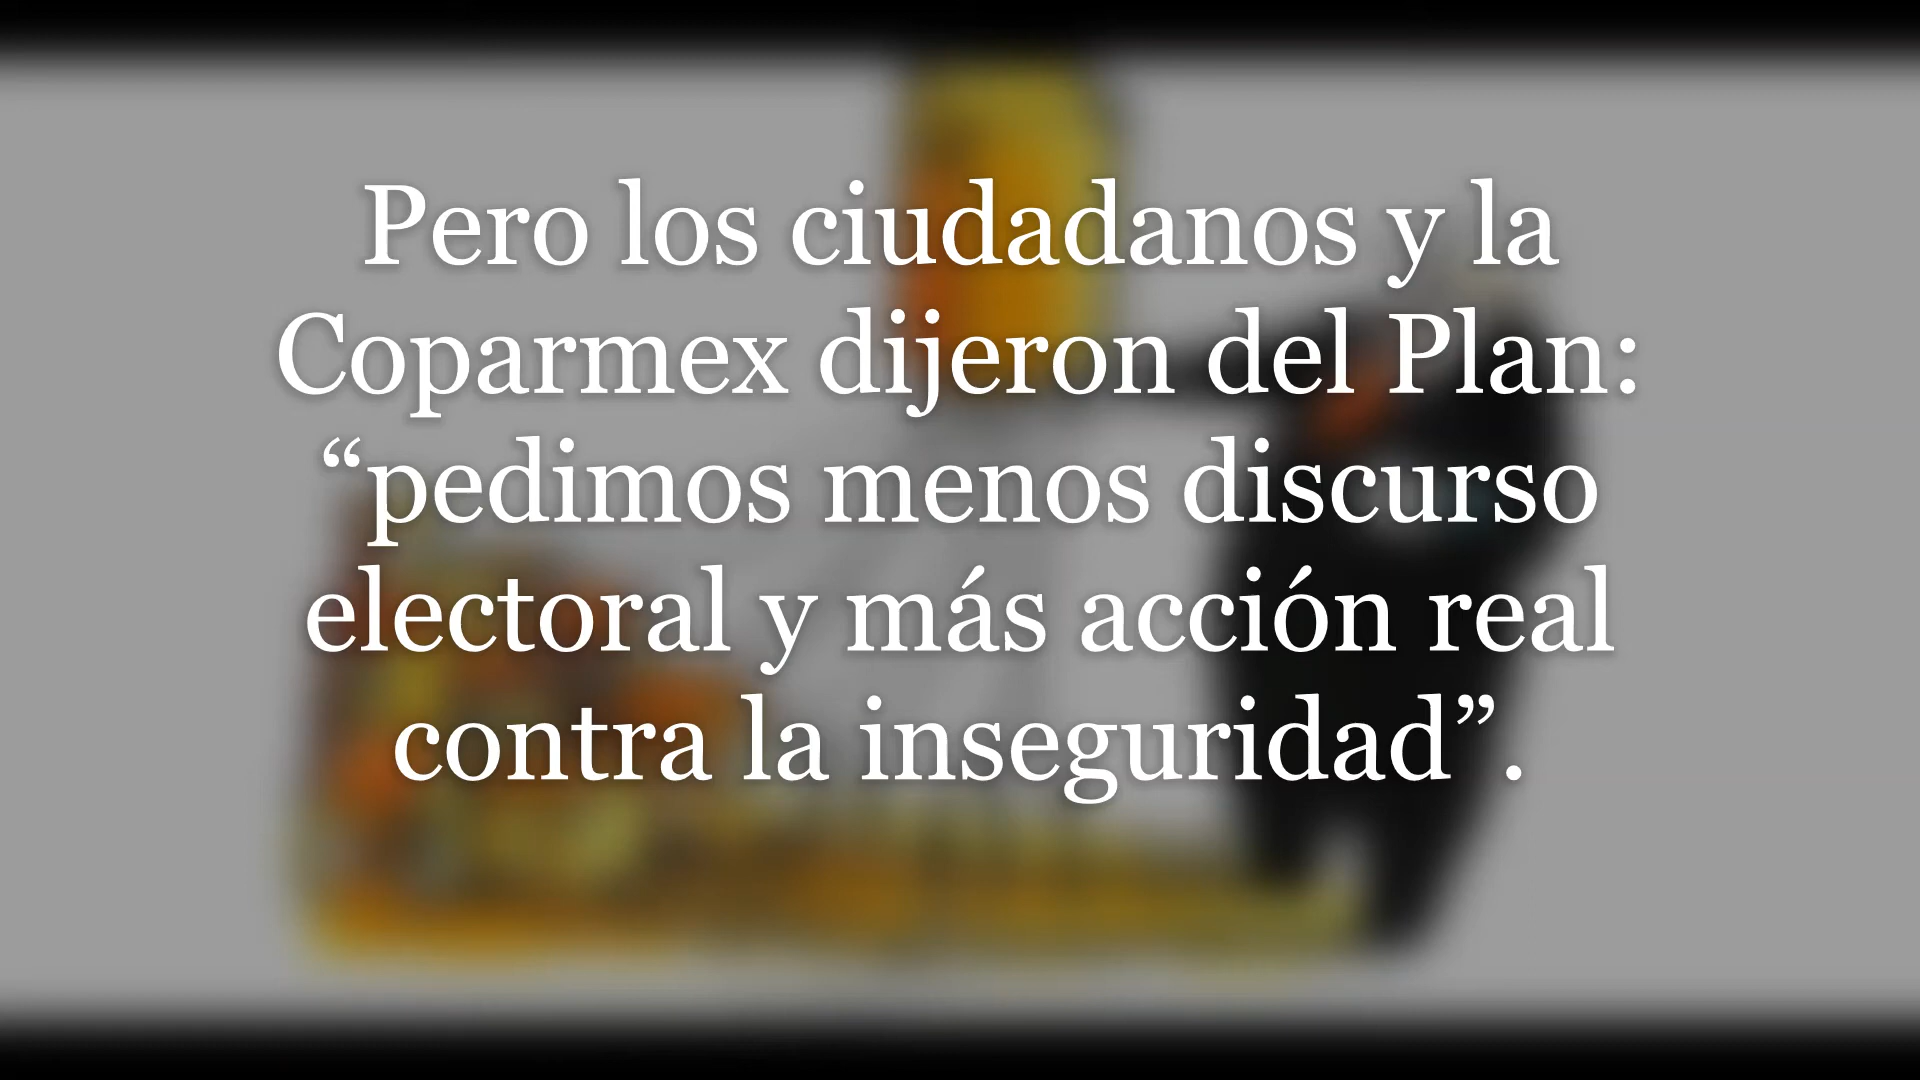 Pero los ciudadanos y la
Coparmex dijeron del Plan:
“pedimos menos discurso
electoral y más acción real
contra la inseguridad”.